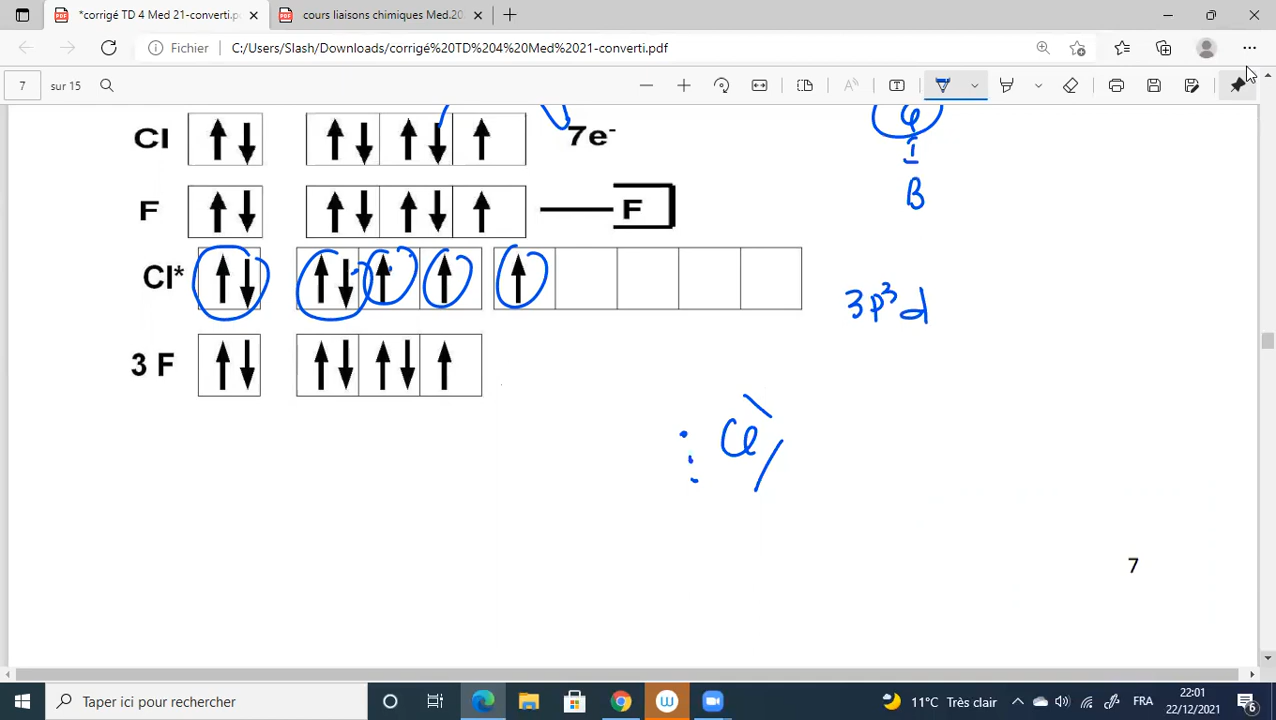 *corrigé TD 4 Med 21-converti.p
cours liaisons chimiques Med.20
Fichier
C:/Users/Slash/Downloads/corrigé%20TD%204%20Med%2021-converti.pdf
7 sur 15
Cl 7e-
F F
Cl*
3p³d
3 F
B
Cl
7
Taper ici pour rechercher
11°C Très clair
FRA
22:01
22/12/2021
6